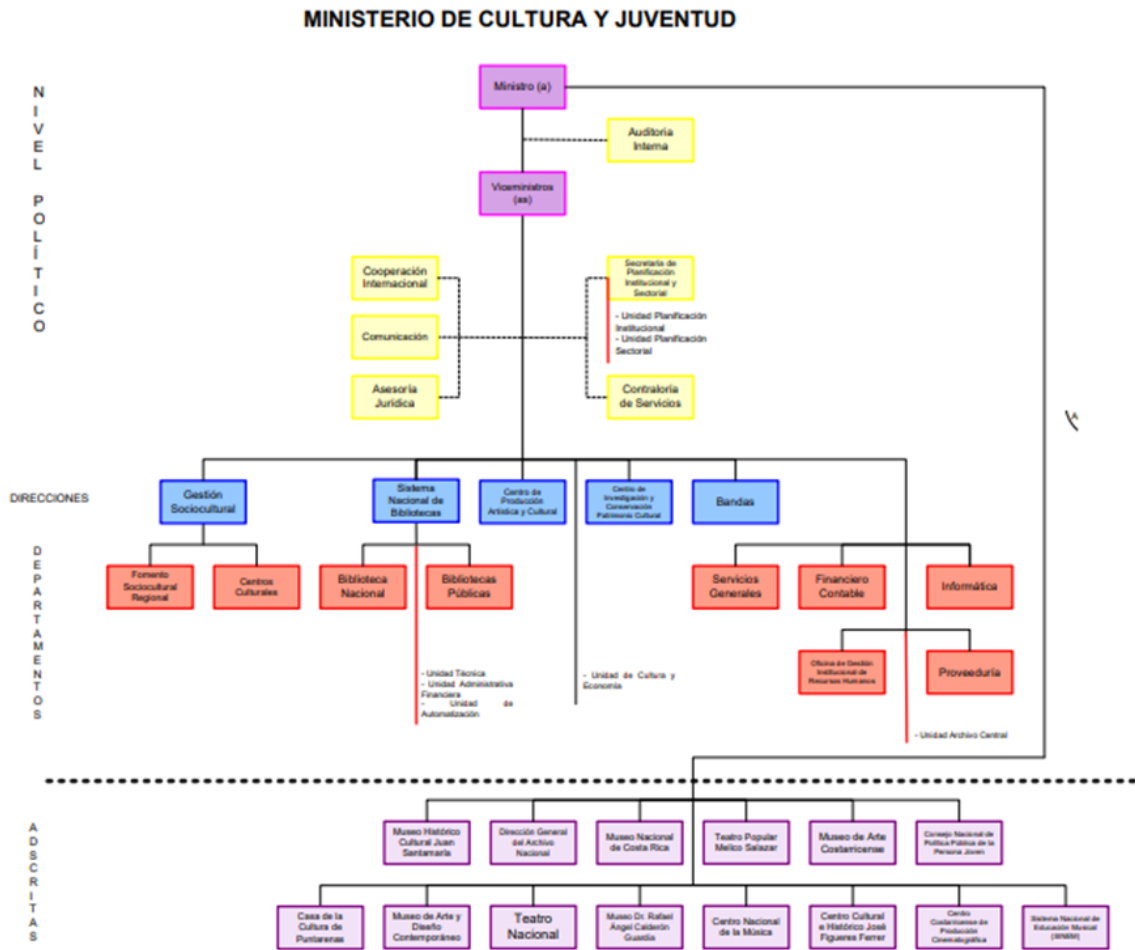 MINISTERIO DE CULTURA Y JUVENTUD
NIVEL POLÍTICO
Ministro (a)
Auditoría
Interna
Viceministros
(as)
Cooperación
Internacional
Secretaría de
Planificación
Institucional y
Sectorial
- Unidad Planificación
Institucional
- Unidad Planificación
Sectorial
Comunicación
Asesoría
Jurídica
Contraloría
de Servicios
DIRECCIONES
Gestión
Sociocultural
Sistema
Nacional de
Bibliotecas
Centro de
Producción
Artística y Cultural
Centro de
Investigación y
Conservación
Patrimonio Cultural
Bandas
DEPARTAMENTOS
Fomento
Sociocultural
Regional
Centros
Culturales
Biblioteca
Nacional
Bibliotecas
Públicas
Servicios
Generales
Financiero
Contable
Informática
Oficina de Gestión
Institucional de
Recursos Humanos
Proveeduría
- Unidad Técnica
- Unidad Administrativa
Financiera
- Unidad de
Automatización
- Unidad de Cultura y
Economía
- Unidad Archivo Central
ADSCRITAS
Museo Histórico
Cultural Juan
Santamaría
Dirección General
del Archivo
Nacional
Museo Nacional
de Costa Rica
Teatro Popular
Melico Salazar
Museo de Arte
Costarricense
Consejo Nacional de
Política Pública de la
Persona Joven
Casa de la
Cultura de
Puntarenas
Museo de Arte y
Diseño
Contemporáneo
Teatro
Nacional
Museo Dr. Rafael
Ángel Calderón
Guardia
Centro Nacional
de la Música
Centro Cultural
e Histórico José
Figueres Ferrer
Centro
Costarricense de
Producción
Cinematográfica
Sistema Nacional de
Educación Musical
(SINEM)